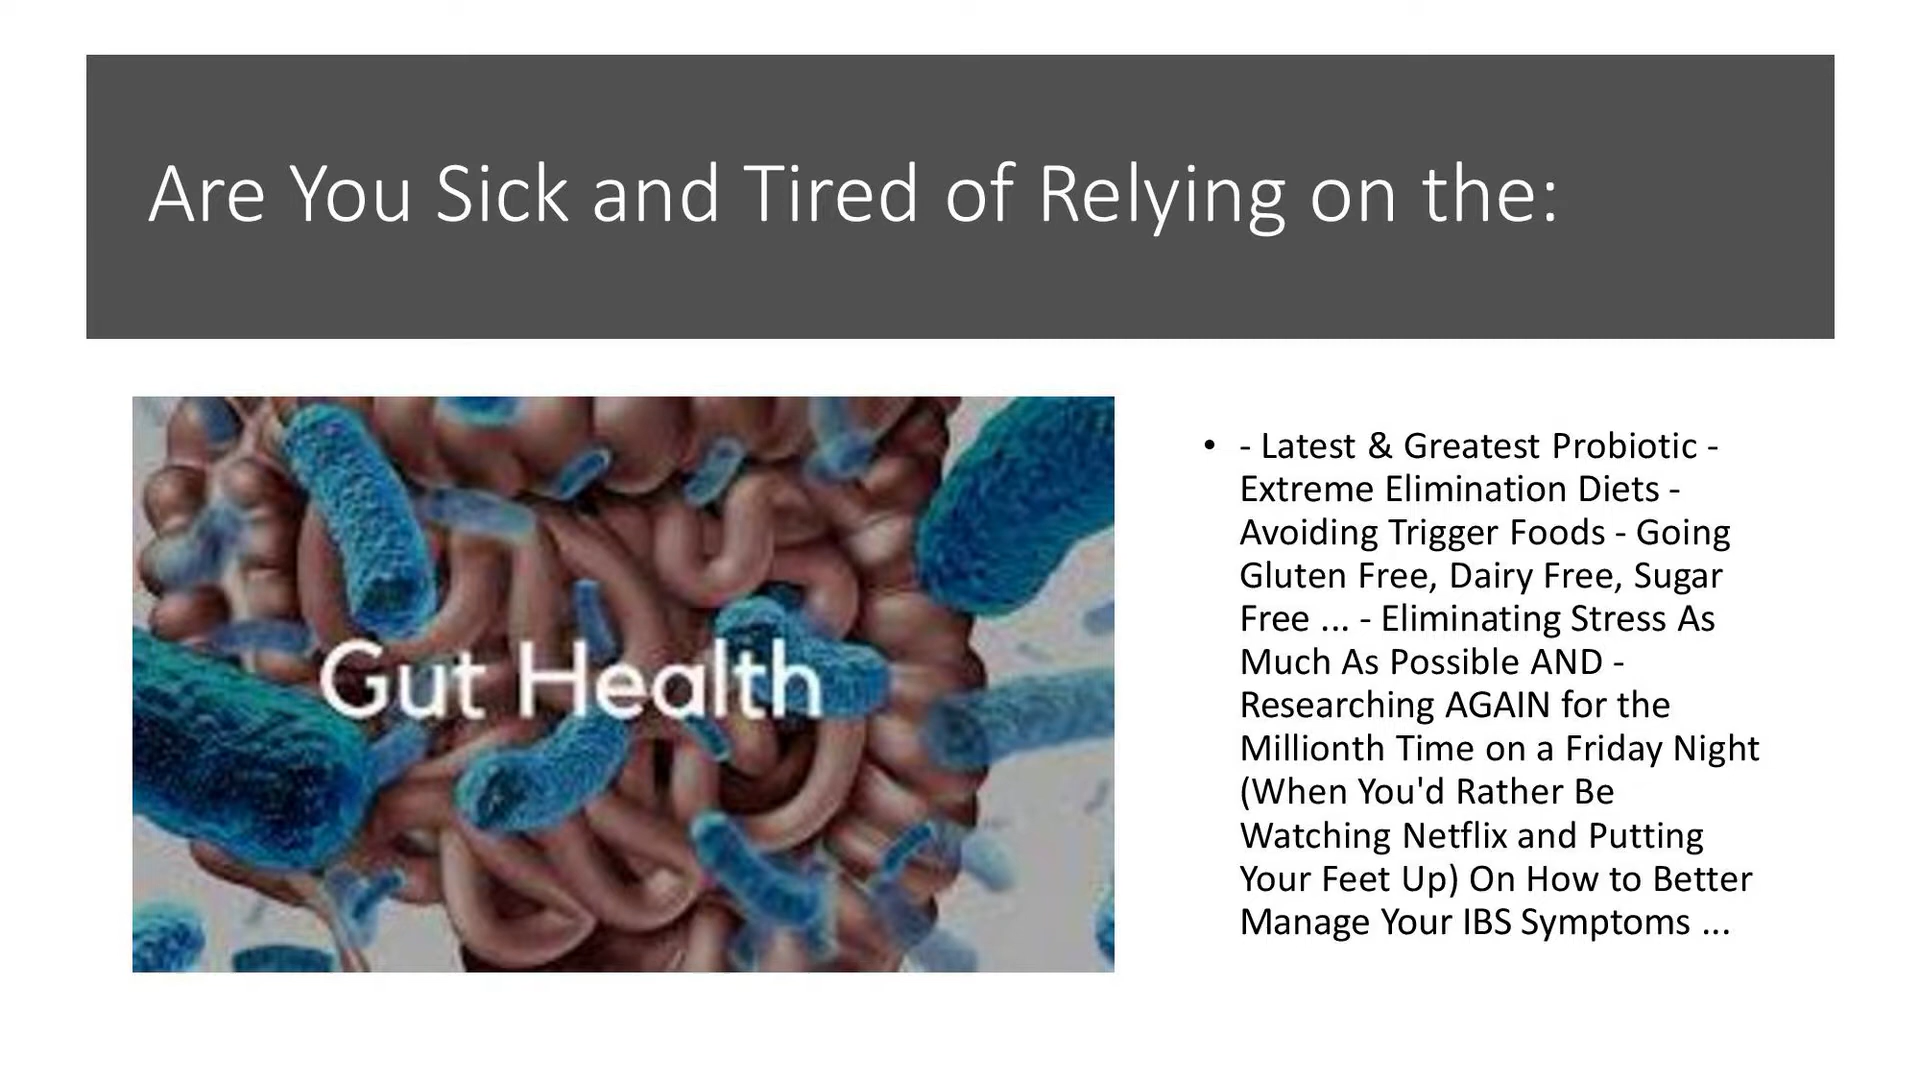 Are You Sick and Tired of Relying on the:
Gut Health
• - Latest & Greatest Probiotic -
Extreme Elimination Diets -
Avoiding Trigger Foods - Going
Gluten Free, Dairy Free, Sugar
Free ... - Eliminating Stress As
Much As Possible AND -
Researching AGAIN for the
Millionth Time on a Friday Night
(When You'd Rather Be
Watching Netflix and Putting
Your Feet Up) On How to Better
Manage Your IBS Symptoms ...